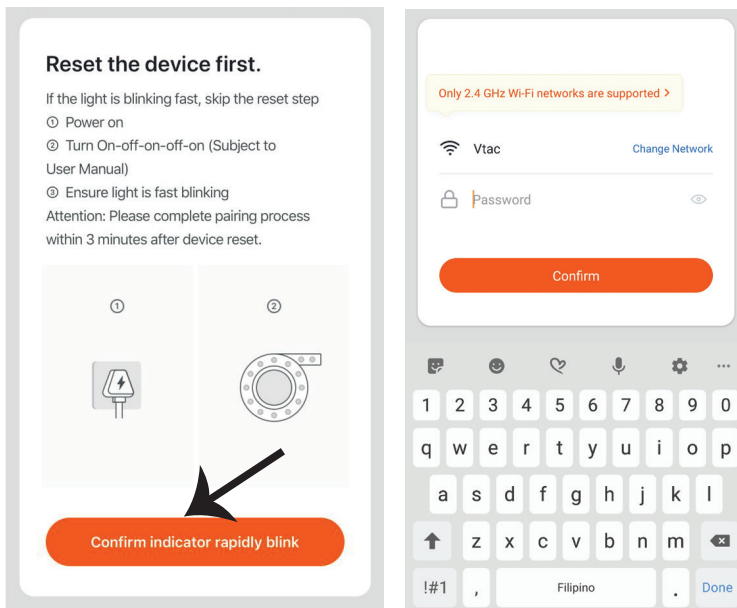 Reset the device first.
If the light is blinking fast, skip the reset step
① Power on
② Turn On-off-on-off-on (Subject to
User Manual)
③ Ensure light is fast blinking
Attention: Please complete pairing process
within 3 minutes after device reset.
① ②
Confirm indicator rapidly blink
Only 2.4 GHz Wi-Fi networks are supported >
Vtac Change Network
Password
Confirm
1 2 3 4 5 6 7 8 9 0
q w e r t y u i o p
a s d f g h j k l
z x c v b n m
!#1 , Filipino . Done